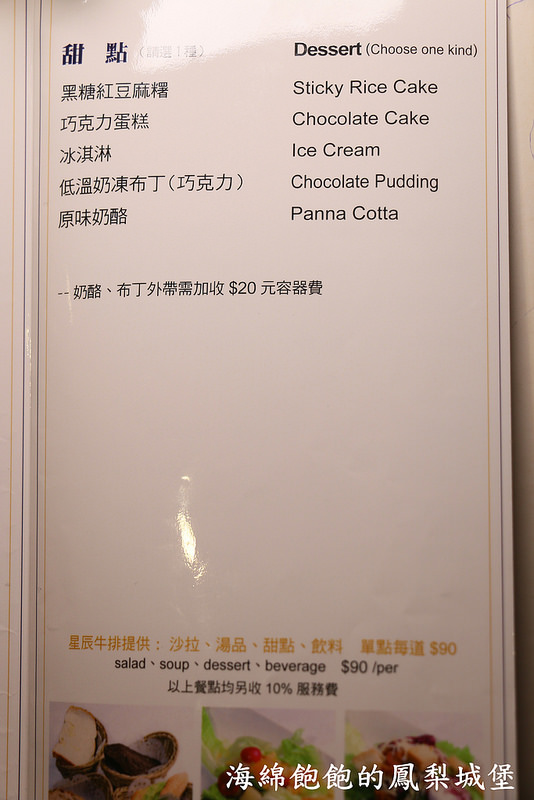 甜 點 (請選1種) Dessert (Choose one kind)
黑糖紅豆麻糬 Sticky Rice Cake
巧克力蛋糕 Chocolate Cake
冰淇淋 Ice Cream
低溫奶凍布丁(巧克力) Chocolate Pudding
原味奶酪 Panna Cotta
-- 奶酪、布丁外帶需加收 $20 元容器費
星辰牛排提供： 沙拉、湯品、甜點、飲料 單點每道 $90
salad、soup、dessert、beverage $90 /per
以上餐點均另收 10% 服務費
海綿飽飽的鳳梨城堡